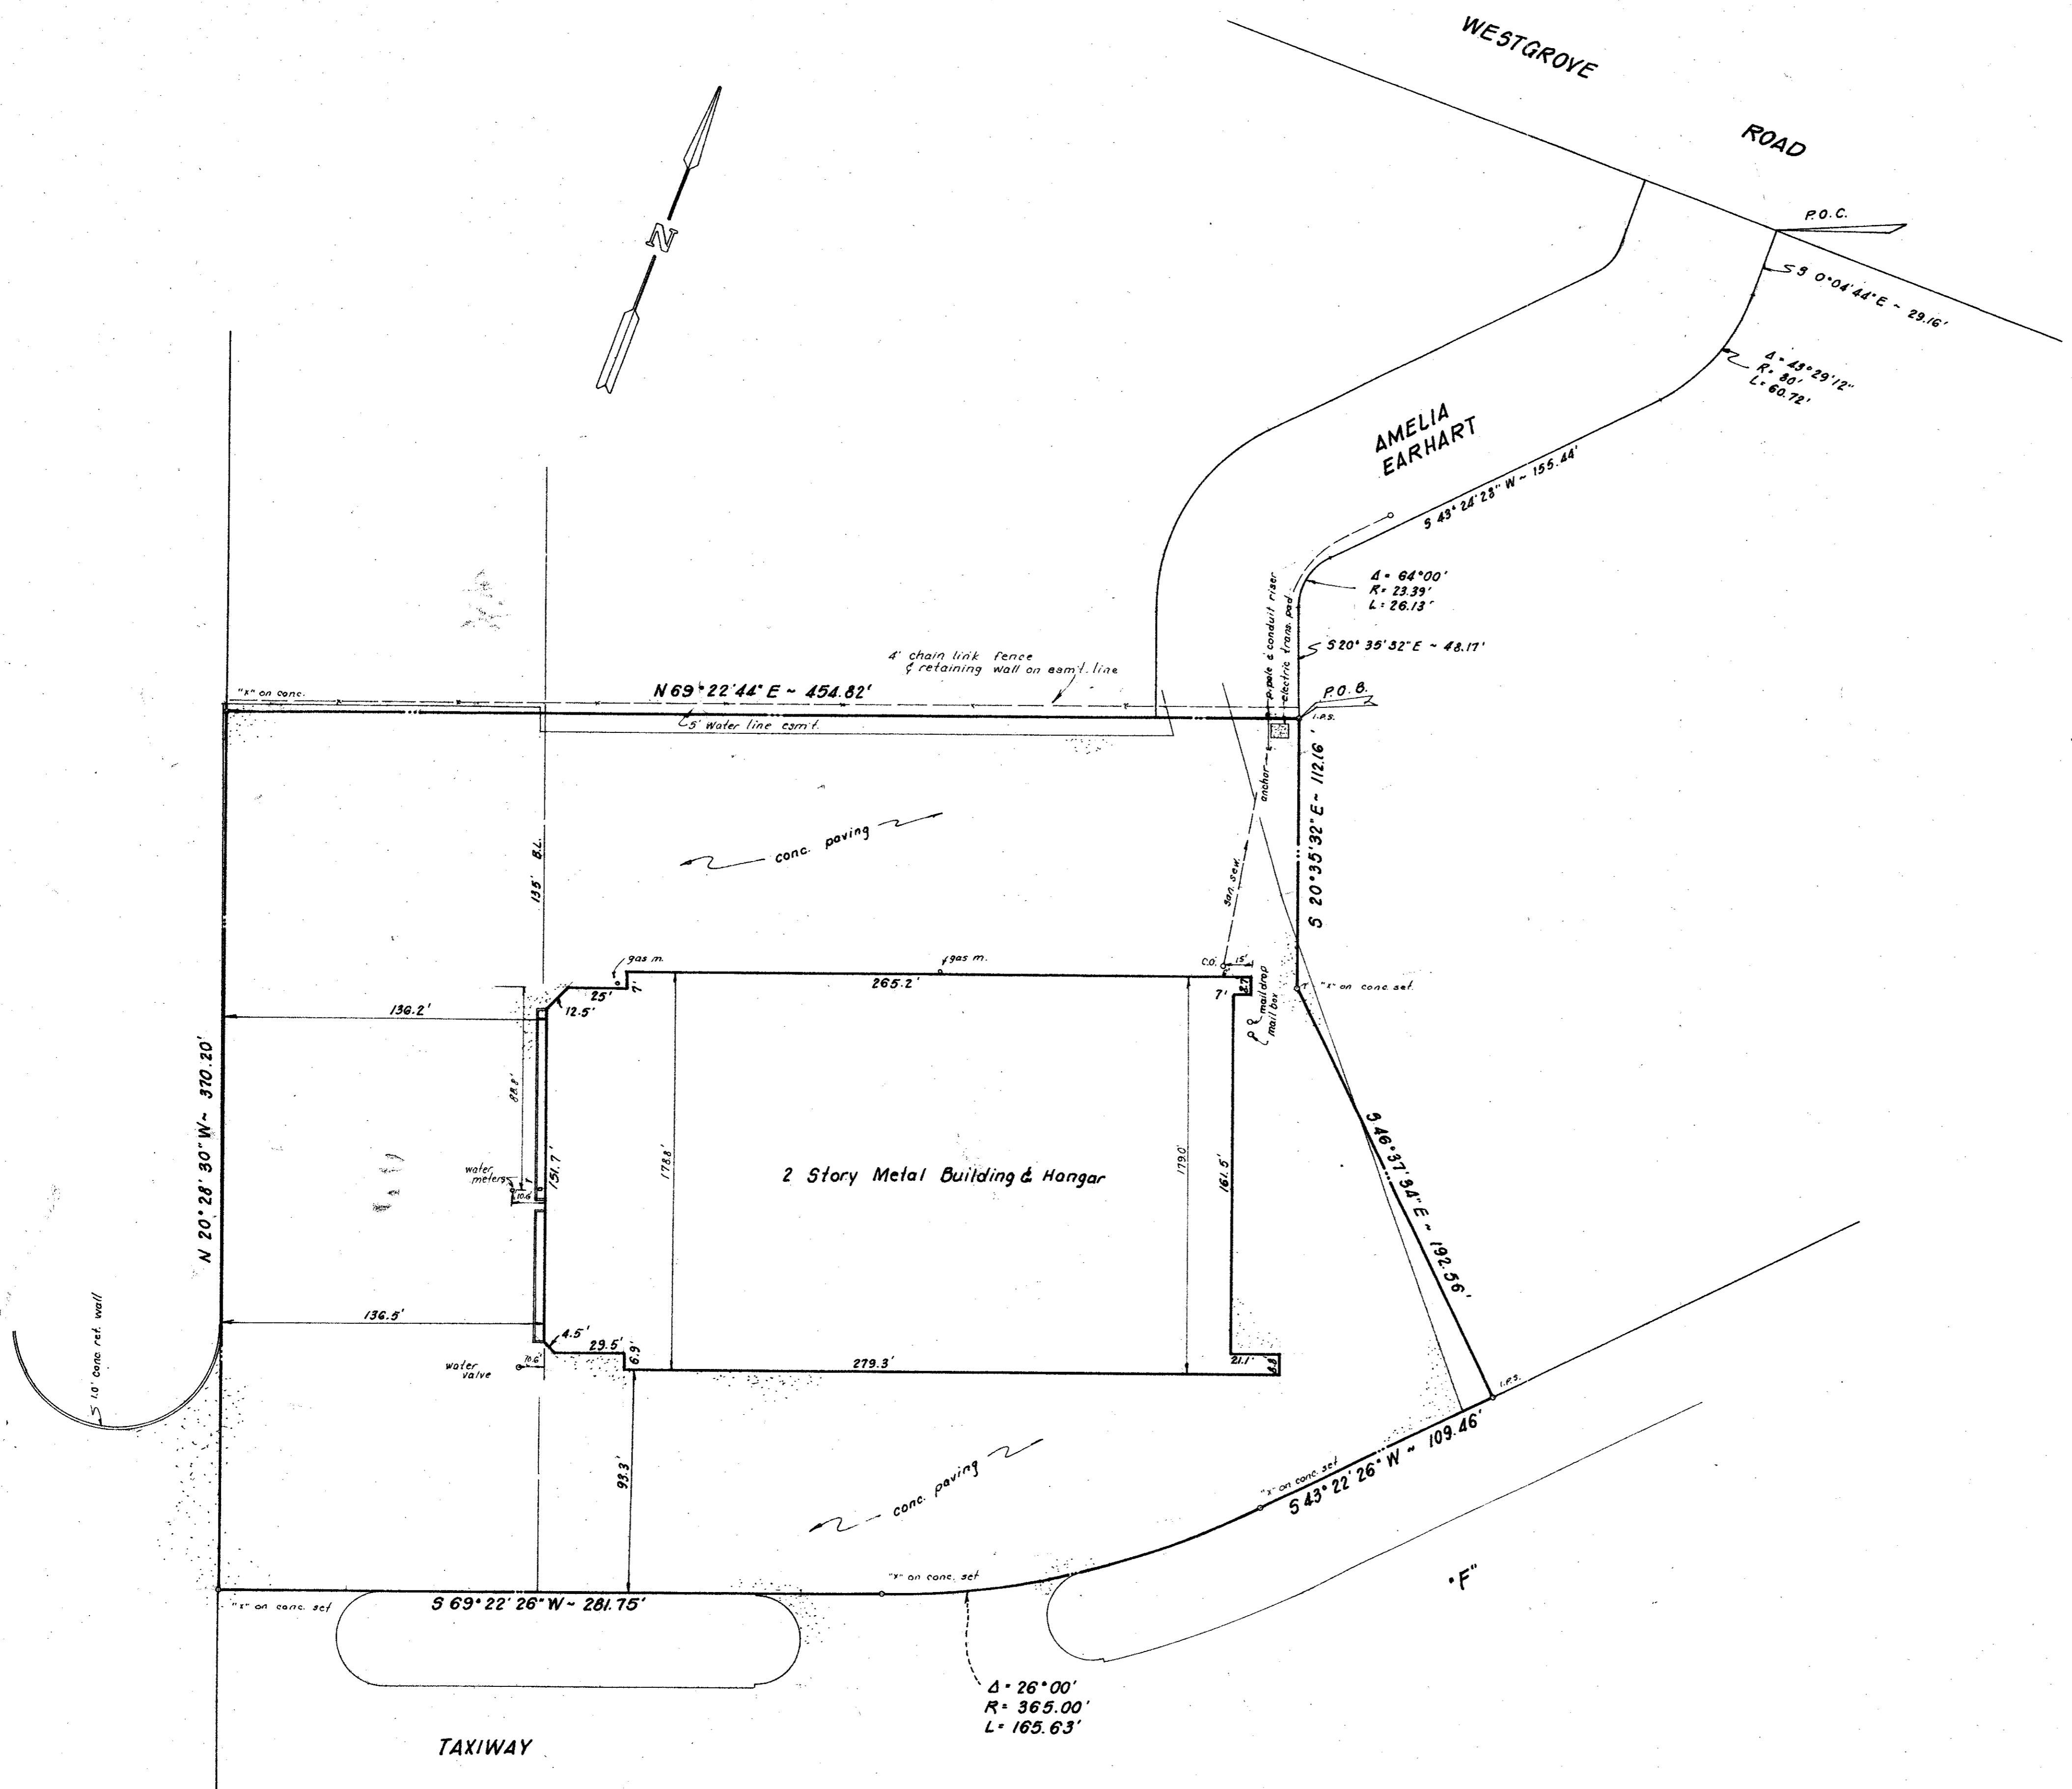 WESTGROVE
ROAD
P.O.C.
S 0°04'44"E ~ 29.16'
Δ = 43°29'12"
R = 80'
L = 60.72'
N
AMELIA
EARHART
S 43° 24' 28" W ~ 155.44'
Δ = 64°00'
R = 23.39'
L = 26.13'
S 20° 35' 32" E ~ 48.17'
p.pole & conduit riser
electric trans. pad
4' chain link fence
& retaining wall on esm't. line
P.O.B.
I.P.S.
"x" on conc.
N 69° 22' 44" E ~ 454.82'
5' Water line esm't.
anchor
S 20° 35' 32" E ~ 112.16'
conc. paving
135' B.L.
san. sew.
gas m.
gas m.
C.O.
15'
265.2'
25'
7'
12.5'
7'
mail drop
mail box
"x" on conc. set.
136.2'
88.8'
N 20° 28' 30" W ~ 370.20'
151.7'
178.8'
179.0'
161.5'
2 Story Metal Building & Hangar
water
meters
10.6'
S 46° 37' 34" E ~ 192.56'
1.0' conc. ret. wall
136.5'
4.5'
29.5'
6.9'
279.3'
21.1'
8.8'
10.6'
water
valve
I.P.S.
93.3'
conc. paving
"x" on conc. set
S 43° 22' 26" W ~ 109.46'
"x" on conc. set
"x" on conc. set
S 69° 22' 26" W ~ 281.75'
"F"
Δ = 26°00'
R = 365.00'
L = 165.63'
TAXIWAY